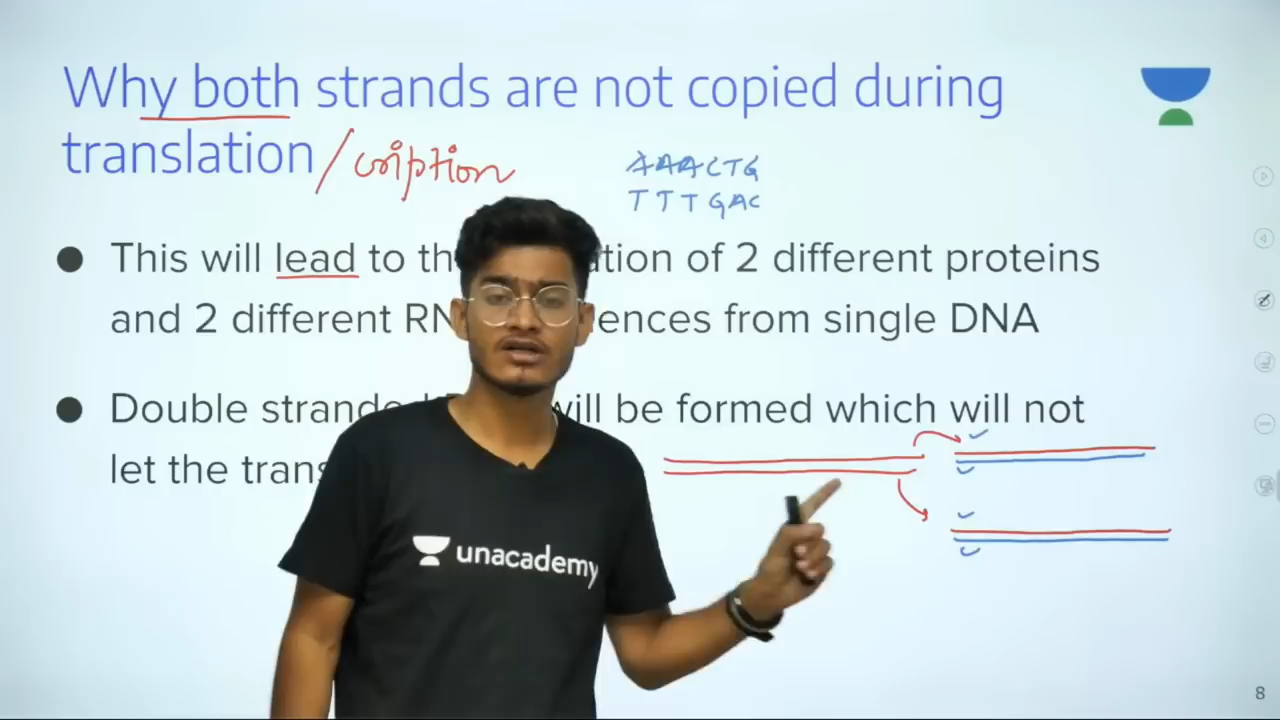 Why both strands are not copied during
translation /cription
AAACTG
TTTGAC
This will lead to th ation of 2 different proteins
and 2 different RN ences from single DNA
Double strande will be formed which will not
let the trans
unacademy
8